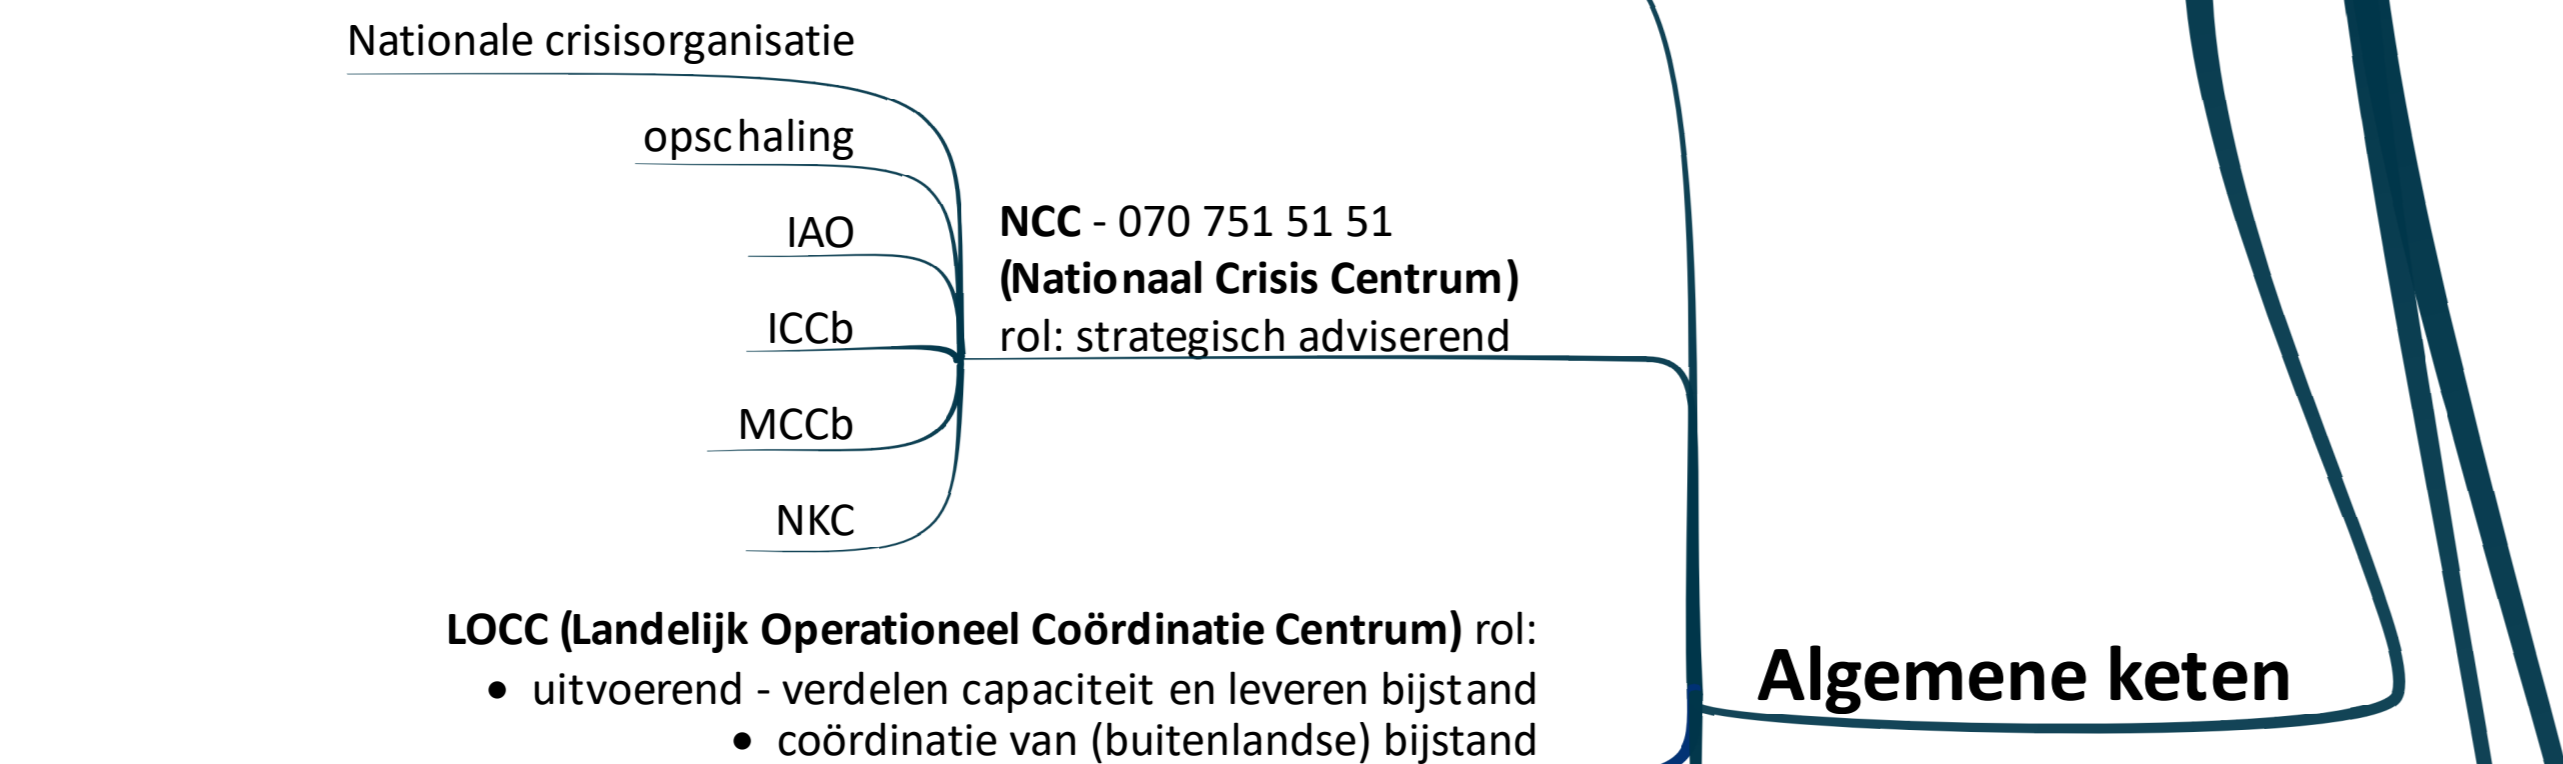 Nationale crisisorganisatie
opschaling
IAO
ICCb
MCCb
NKC
NCC - 070 751 51 51
(Nationaal Crisis Centrum)
rol: strategisch adviserend
LOCC (Landelijk Operationeel Coördinatie Centrum) rol:
• uitvoerend - verdelen capaciteit en leveren bijstand
• coördinatie van (buitenlandse) bijstand
Algemene keten